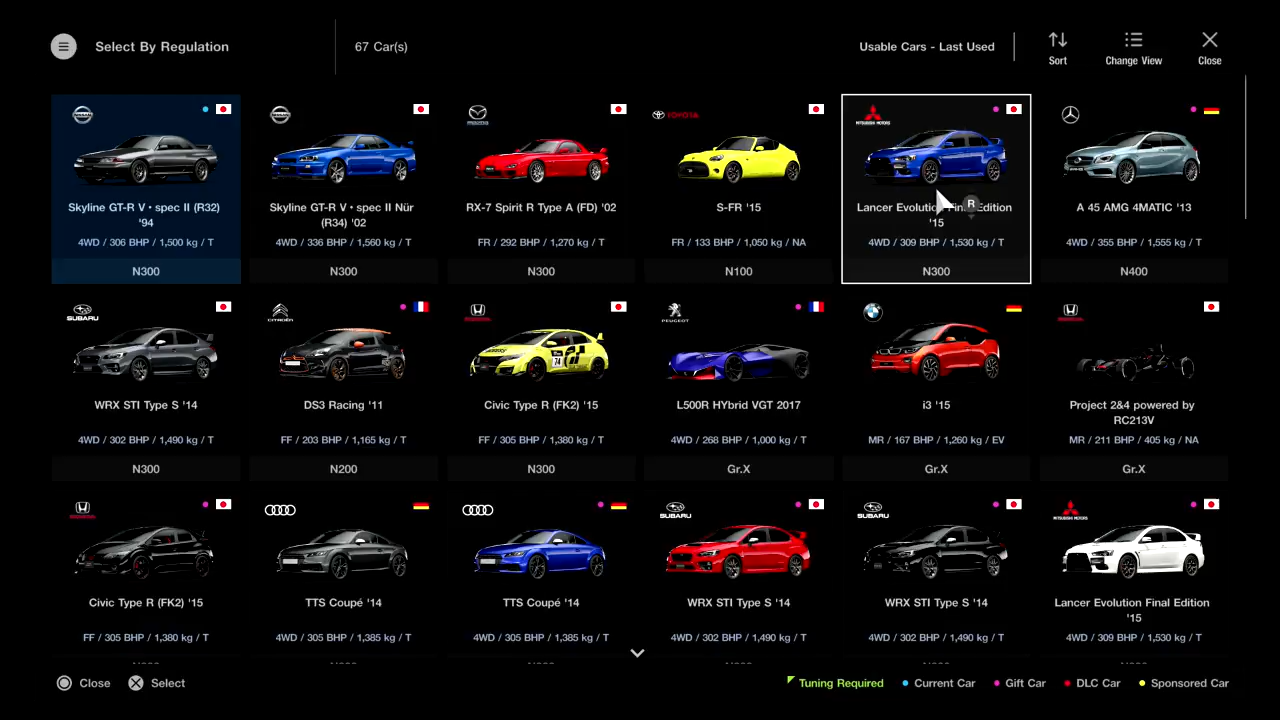 Select By Regulation
67 Car(s)
Usable Cars - Last Used
Sort
Change View
Close
Skyline GT-R V • spec II (R32)
'94
4WD / 306 BHP / 1,500 kg / T
N300
Skyline GT-R V • spec II Nür
(R34) '02
4WD / 336 BHP / 1,560 kg / T
N300
MAZDA
RX-7 Spirit R Type A (FD) '02
FR / 292 BHP / 1,270 kg / T
N300
TOYOTA
S-FR '15
FR / 133 BHP / 1,050 kg / NA
N100
MITSUBISHI MOTORS
Lancer Evolution Final Edition
'15
R
4WD / 309 BHP / 1,530 kg / T
N300
A 45 AMG 4MATIC '13
4WD / 355 BHP / 1,555 kg / T
N400
SUBARU
WRX STI Type S '14
4WD / 302 BHP / 1,490 kg / T
N300
CITROËN
DS3 Racing '11
FF / 203 BHP / 1,165 kg / T
N200
HONDA
Civic Type R (FK2) '15
FF / 305 BHP / 1,380 kg / T
N300
PEUGEOT
L500R HYbrid VGT 2017
4WD / 268 BHP / 1,000 kg / T
Gr.X
i3 '15
MR / 167 BHP / 1,260 kg / EV
Gr.X
HONDA
Project 2&4 powered by
RC213V
MR / 211 BHP / 405 kg / NA
Gr.X
HONDA
Civic Type R (FK2) '15
FF / 305 BHP / 1,380 kg / T
TTS Coupé '14
4WD / 305 BHP / 1,385 kg / T
TTS Coupé '14
4WD / 305 BHP / 1,385 kg / T
SUBARU
WRX STI Type S '14
4WD / 302 BHP / 1,490 kg / T
SUBARU
WRX STI Type S '14
4WD / 302 BHP / 1,490 kg / T
MITSUBISHI MOTORS
Lancer Evolution Final Edition
'15
4WD / 309 BHP / 1,530 kg / T
Close
Select
Tuning Required
Current Car
Gift Car
DLC Car
Sponsored Car